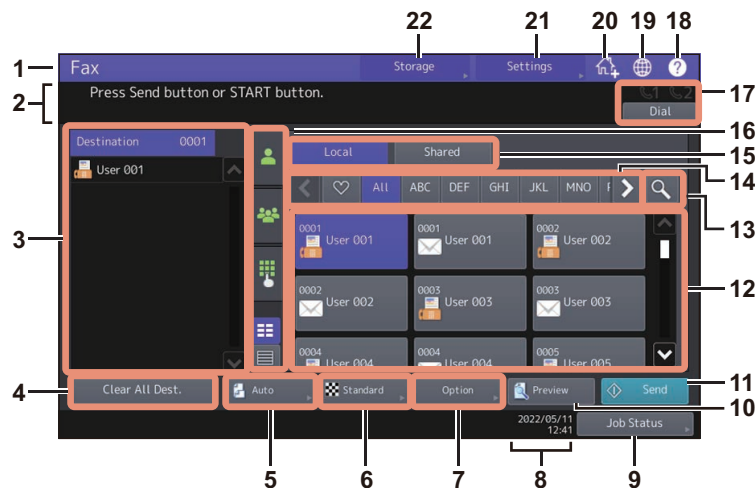 22 21 20 19 18
1 Fax Storage Settings ?
2 Press Send button or START button. 1 2 17
Dial
16
Destination 0001 Local Shared 15
User 001
14
All ABC DEF GHI JKL MNO
13
3
0001 User 001 0001 User 001 0002 User 002
12
0002 User 002 0003 User 003 0003 User 003
0004 User 004 0004 User 004 0005 User 005
4 Clear All Dest. Auto Standard Option Preview Send 11
10
2022/05/11
12:41 Job Status
5 6 7 8 9